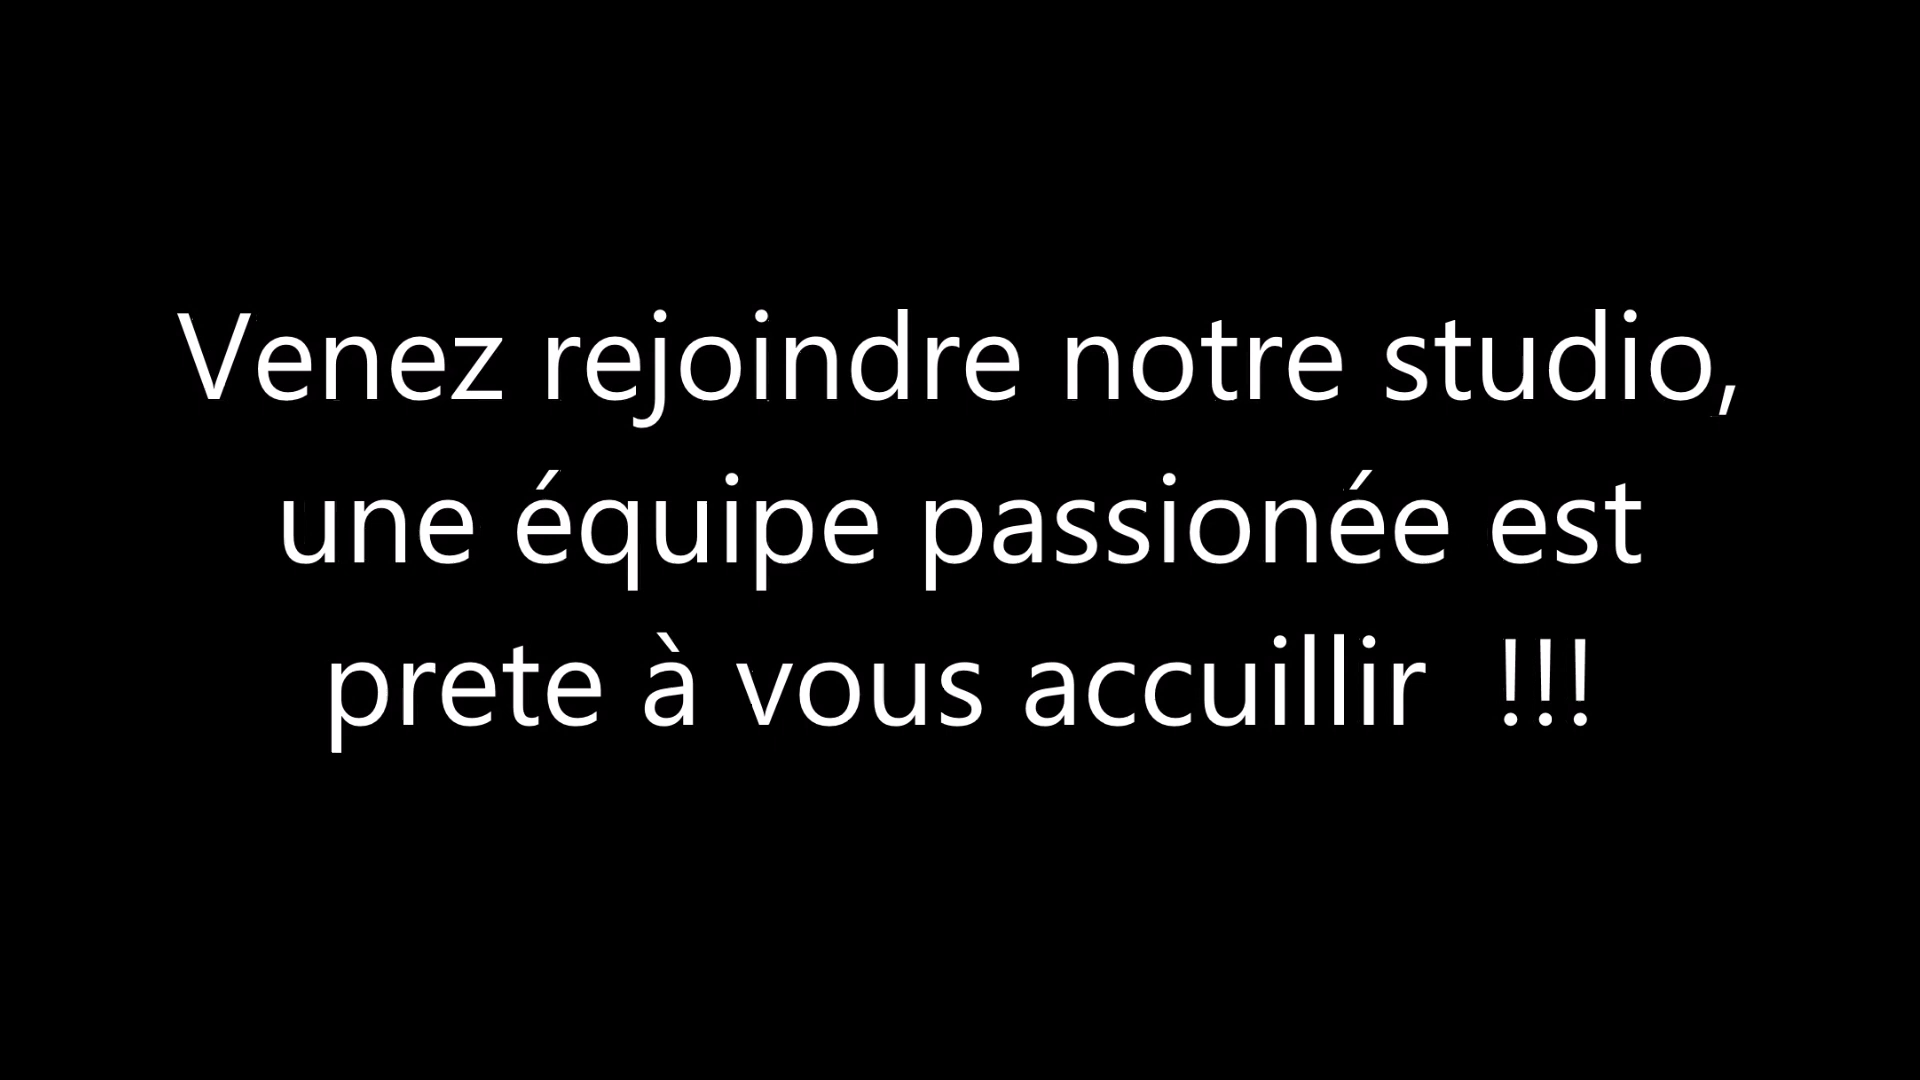 Venez rejoindre notre studio,
une équipe passionée est
prete à vous accuillir  !!!